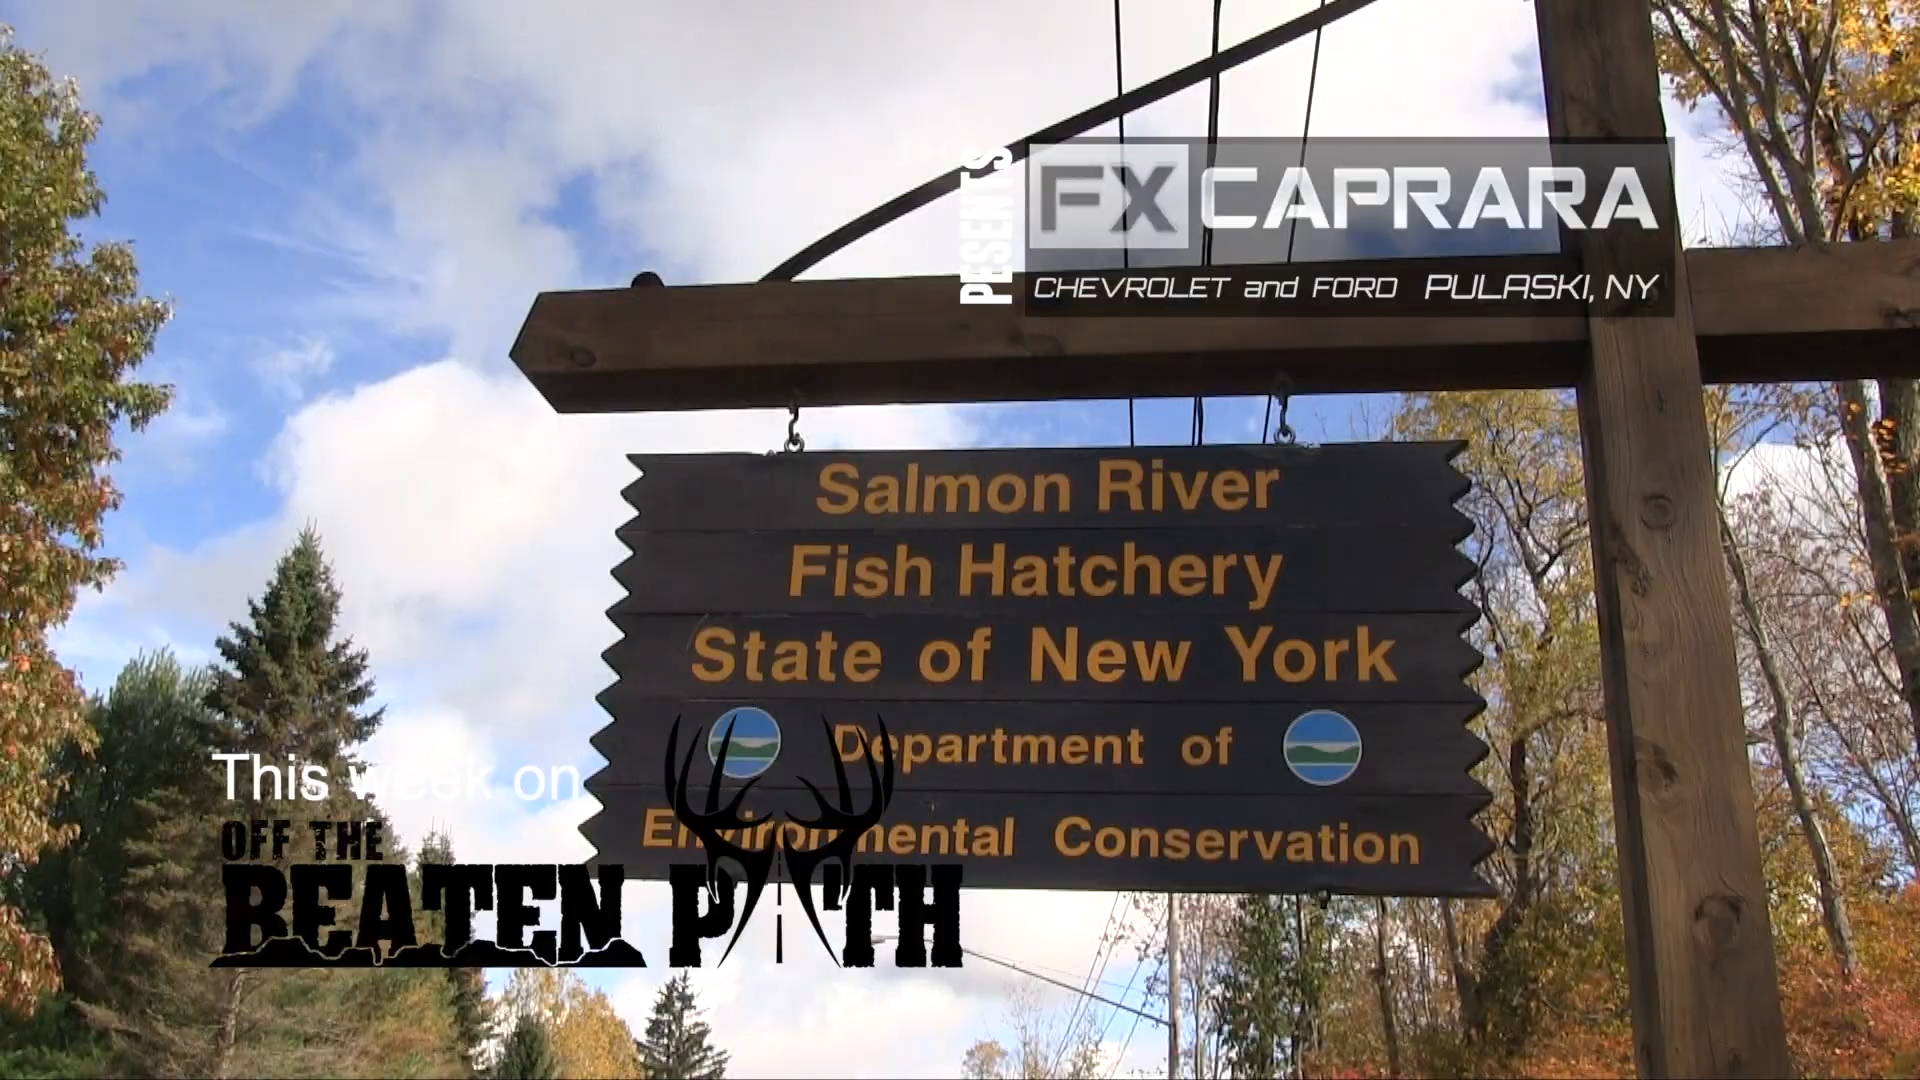 PESENTS
FX CAPRARA
CHEVROLET and FORD PULASKI, NY
Salmon River
Fish Hatchery
State of New York
Department of
Environmental Conservation
This week on
OFF THE
BEATEN PATH